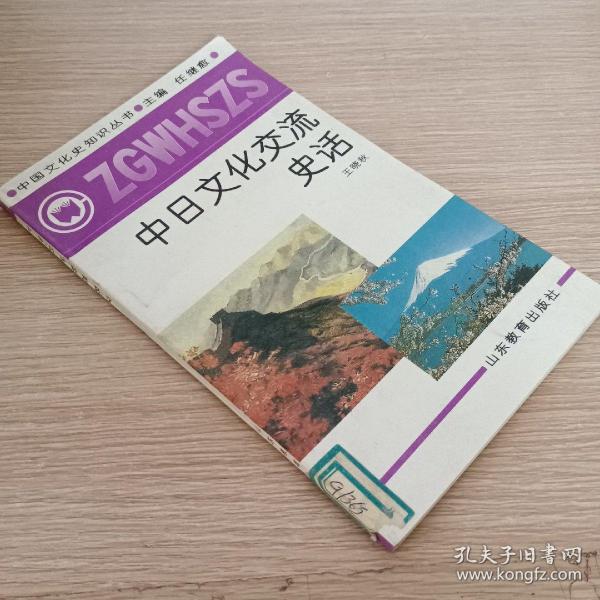 ●中国文化史知识丛书●主编 任继愈●
ZGWHSZS
中日文化交流
史话
王晓秋
山东教育出版社
孔夫子旧书网
www.kongfz.com